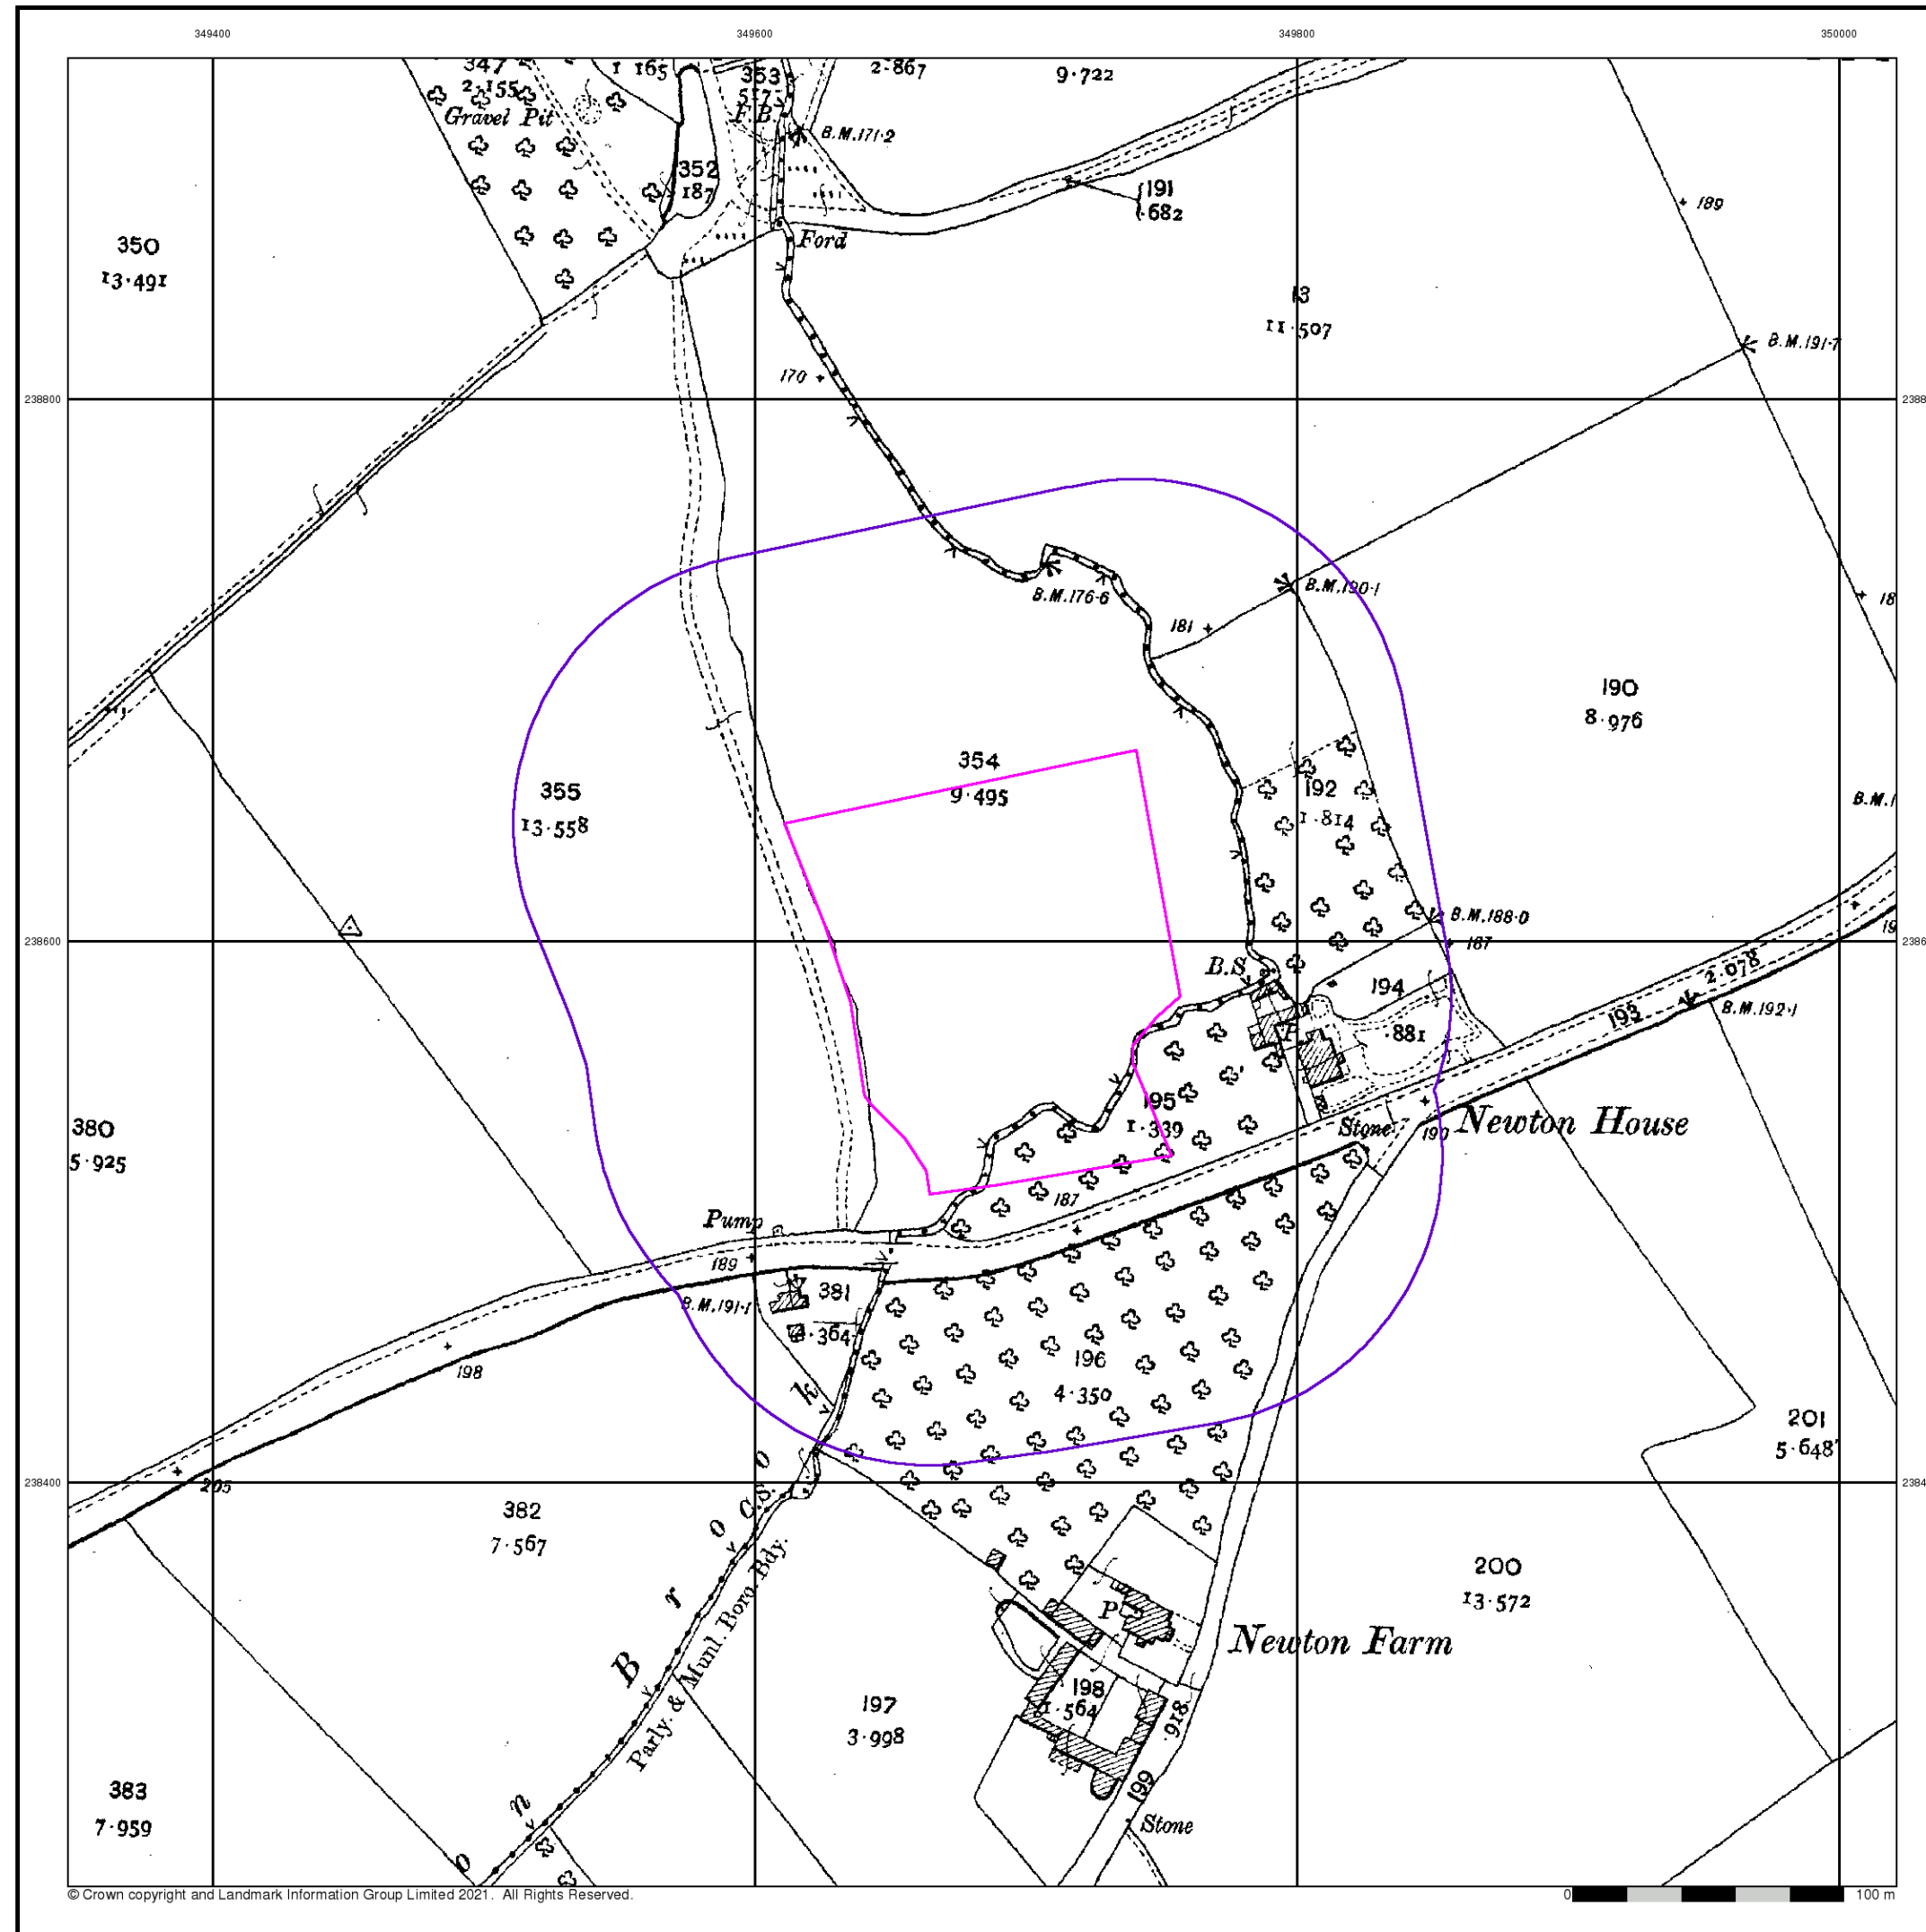 349400 349600 349800 350000
347
2·155
Gravel Pit
1 165
353
F.B.
2·867
9·722
B.M.171·2
352
187
191
·682
189
350
13·491
Ford
13
11·507
B.M.191·7
170
238800
B.M.176·6
B.M.190·1
181
18
190
8·976
354
9·495
355
13·558
192
1·814
B.M.1
B.M.188·0
187
238600
B.S.
194
·881
P
193
2·078
B.M.192·1
19
380
5·925
195
1·339
Stone
190
Newton House
187
Pump
189
B.M.191·1
381
·364
198
196
4·350
201
5·648
238400
205
382
7·567
C.S.
B r o o k
Parly. & Munl. Boro. Bdy.
200
13·572
P
Newton Farm
197
3·998
198
1·564
·918
199
383
7·959
Stone
© Crown copyright and Landmark Information Group Limited 2021. All Rights Reserved.
0 100 m